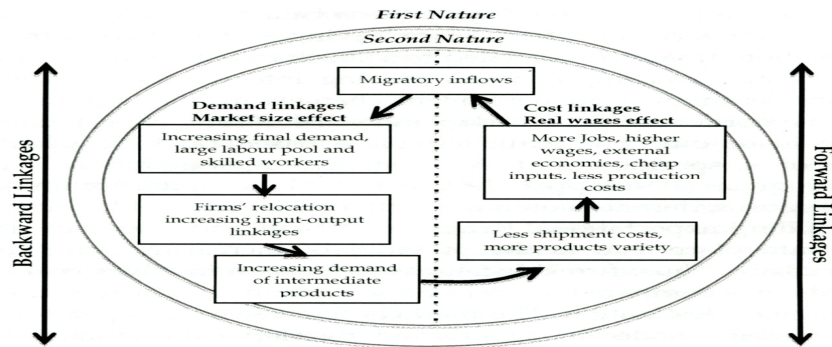 First Nature
Second Nature
Migratory inflows
Demand linkages
Market size effect
Increasing final demand,
large labour pool and
skilled workers
Firms' relocation
increasing input-output
linkages
Increasing demand
of intermediate
products
Cost linkages
Real wages effect
More Jobs, higher
wages, external
economies, cheap
inputs, less production
costs
Less shipment costs,
more products variety
Backward Linkages
Forward Linkages